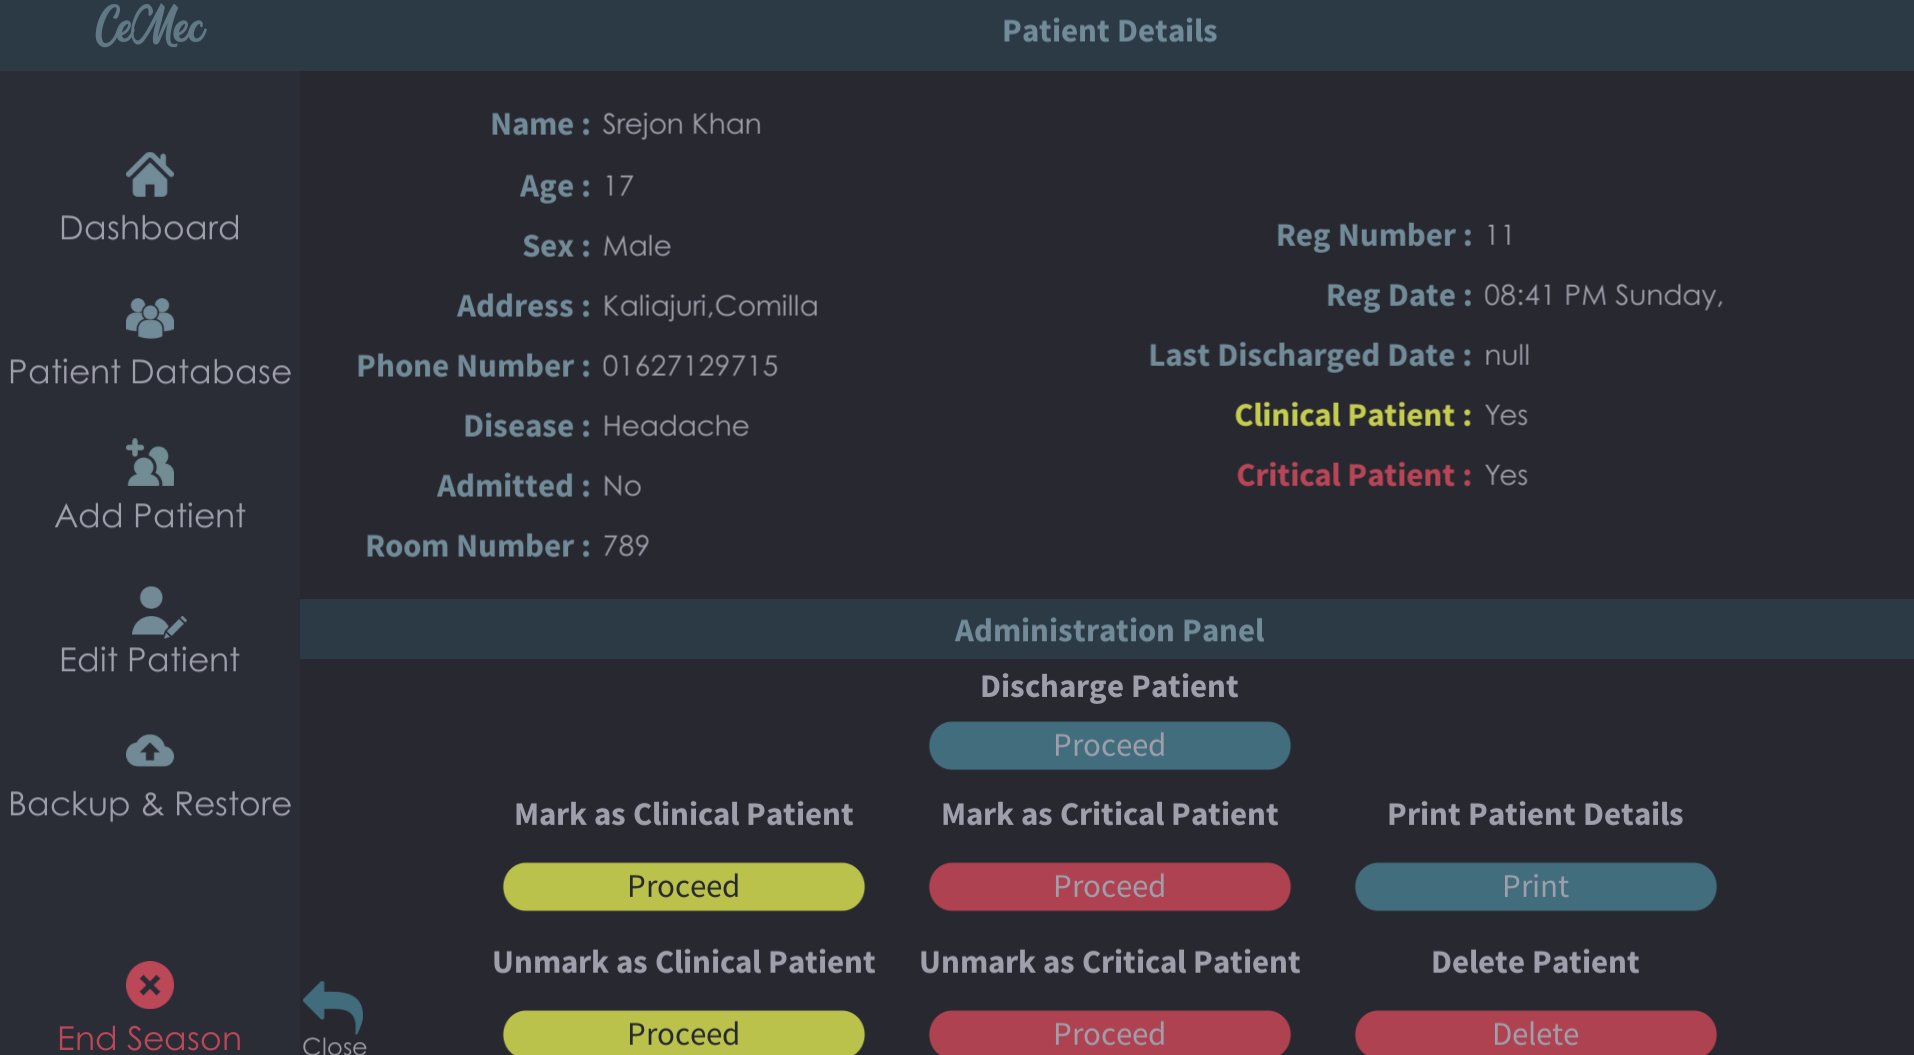 CeCMec
Patient Details
Dashboard
Patient Database
Add Patient
Edit Patient
Backup & Restore
End Season
Name : Srejon Khan
Age : 17
Sex : Male
Address : Kaliajuri,Comilla
Phone Number : 01627129715
Disease : Headache
Admitted : No
Room Number : 789
Reg Number : 11
Reg Date : 08:41 PM Sunday,
Last Discharged Date : null
Clinical Patient : Yes
Critical Patient : Yes
Administration Panel
Discharge Patient
Proceed
Mark as Clinical Patient
Proceed
Mark as Critical Patient
Proceed
Print Patient Details
Print
Unmark as Clinical Patient
Proceed
Unmark as Critical Patient
Proceed
Delete Patient
Delete
Close